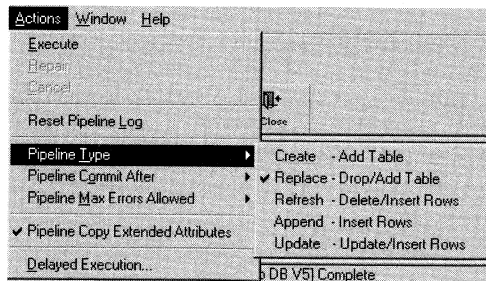 Actions Window Help
Execute
Repair
Cancel
Reset Pipeline Log
Close
Pipeline Type
Pipeline Commit After
Pipeline Max Errors Allowed
✔ Pipeline Copy Extended Attributes
Delayed Execution...
Create - Add Table
✔ Replace - Drop/Add Table
Refresh - Delete/Insert Rows
Append - Insert Rows
Update - Update/Insert Rows
DB V5] Complete